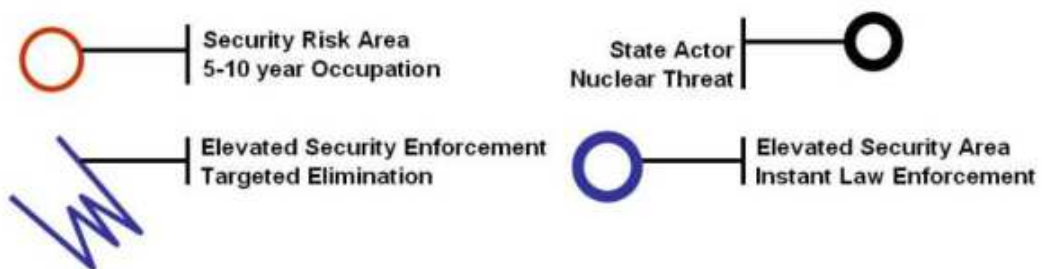 Security Risk Area
5-10 year Occupation
State Actor
Nuclear Threat
Elevated Security Enforcement
Targeted Elimination
Elevated Security Area
Instant Law Enforcement